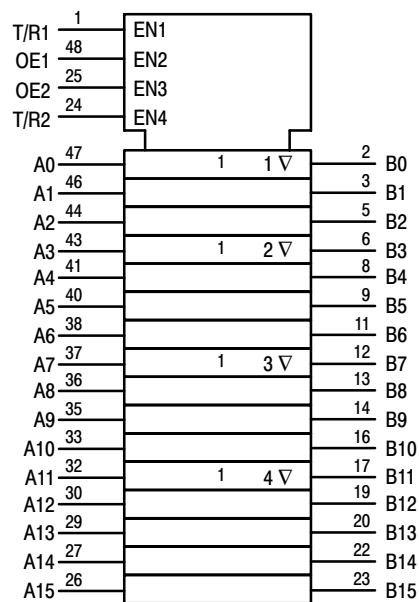 T/R1 1 EN1
OE1 48 EN2
OE2 25 EN3
T/R2 24 EN4
A0 47 1 1 ∇ 2 B0
A1 46 3 B1
A2 44 5 B2
A3 43 1 2 ∇ 6 B3
A4 41 8 B4
A5 40 9 B5
A6 38 11 B6
A7 37 1 3 ∇ 12 B7
A8 36 13 B8
A9 35 14 B9
A10 33 16 B10
A11 32 1 4 ∇ 17 B11
A12 30 19 B12
A13 29 20 B13
A14 27 22 B14
A15 26 23 B15